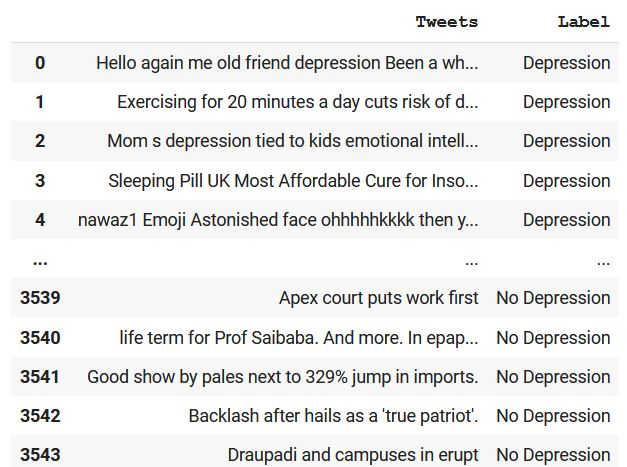 Tweets Label
0 Hello again me old friend depression Been a wh... Depression
1 Exercising for 20 minutes a day cuts risk of d... Depression
2 Mom s depression tied to kids emotional intell... Depression
3 Sleeping Pill UK Most Affordable Cure for Inso... Depression
4 nawaz1 Emoji Astonished face ohhhhhkkkk then y... Depression
... ... ...
3539 Apex court puts work first No Depression
3540 life term for Prof Saibaba. And more. In epap... No Depression
3541 Good show by pales next to 329% jump in imports. No Depression
3542 Backlash after hails as a 'true patriot'. No Depression
3543 Draupadi and campuses in erupt No Depression